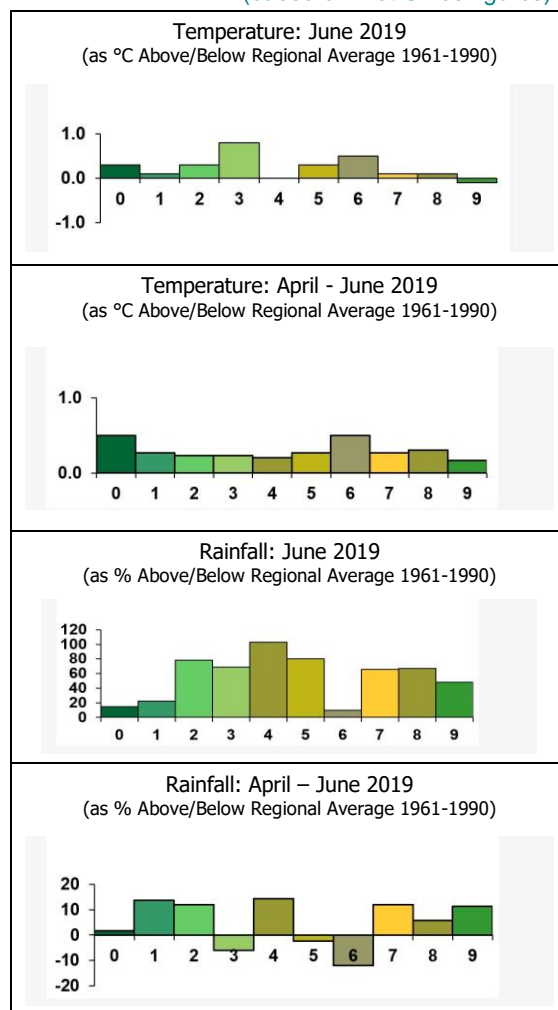 Temperature: June 2019
(as °C Above/Below Regional Average 1961-1990)
1.0
0.0
-1.0
0 1 2 3 4 5 6 7 8 9
Temperature: April - June 2019
(as °C Above/Below Regional Average 1961-1990)
1.0
0.0
0 1 2 3 4 5 6 7 8 9
Rainfall: June 2019
(as % Above/Below Regional Average 1961-1990)
120
100
80
60
40
20
0
0 1 2 3 4 5 6 7 8 9
Rainfall: April – June 2019
(as % Above/Below Regional Average 1961-1990)
20
10
0
-10
-20
0 1 2 3 4 5 6 7 8 9